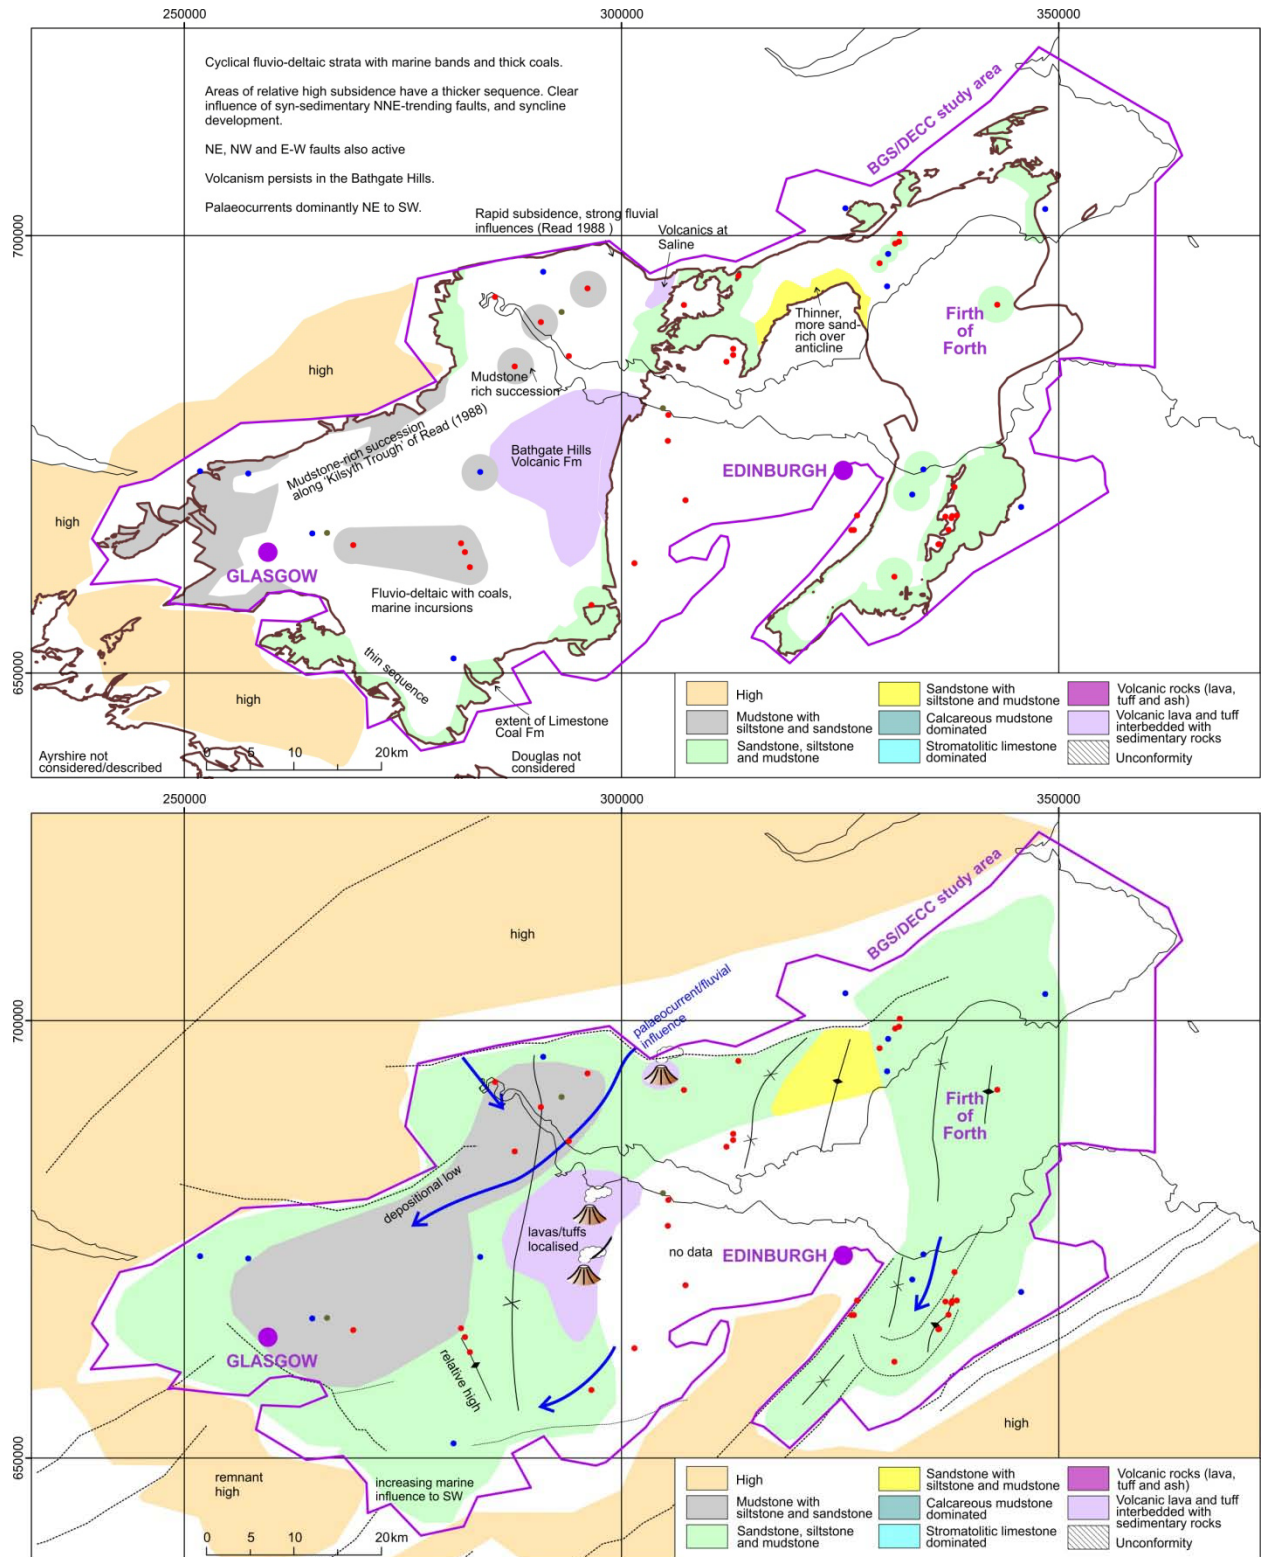 250000
300000
350000
Cyclical fluvio-deltaic strata with marine bands and thick coals.
Areas of relative high subsidence have a thicker sequence. Clear
influence of syn-sedimentary NNE-trending faults, and syncline
development.
NE, NW and E-W faults also active
Volcanism persists in the Bathgate Hills.
Palaeocurrents dominantly NE to SW.
BGS/DECC study area
Rapid subsidence, strong fluvial
influences (Read 1988 )
Volcanics at
Saline
700000
Thinner,
more sand-
rich over
anticline
Firth
of
Forth
high
Mudstone
rich succession
Mudstone-rich succession
along 'Kilsyth Trough' of Read (1988)
Bathgate Hills
Volcanic Fm
EDINBURGH
high
GLASGOW
Fluvio-deltaic with coals,
marine incursions
thin sequence
650000
high
extent of Limestone
Coal Fm
Ayrshire not
considered/described
0
5
10
20km
Douglas not
considered
High
Mudstone with
siltstone and sandstone
Sandstone, siltstone
and mudstone
Sandstone with
siltstone and mudstone
Calcareous mudstone
dominated
Stromatolitic limestone
dominated
Volcanic rocks (lava,
tuff and ash)
Volcanic lava and tuff
interbedded with
sedimentary rocks
Unconformity
250000
300000
350000
BGS/DECC study area
high
palaeocurrent/fluvial
influence
700000
Firth
of
Forth
depositional low
lavas/tuffs
localised
no data
EDINBURGH
GLASGOW
relative high
high
650000
remnant
high
increasing marine
influence to SW
0
5
10
20km
High
Mudstone with
siltstone and sandstone
Sandstone, siltstone
and mudstone
Sandstone with
siltstone and mudstone
Calcareous mudstone
dominated
Stromatolitic limestone
dominated
Volcanic rocks (lava,
tuff and ash)
Volcanic lava and tuff
interbedded with
sedimentary rocks
Unconformity